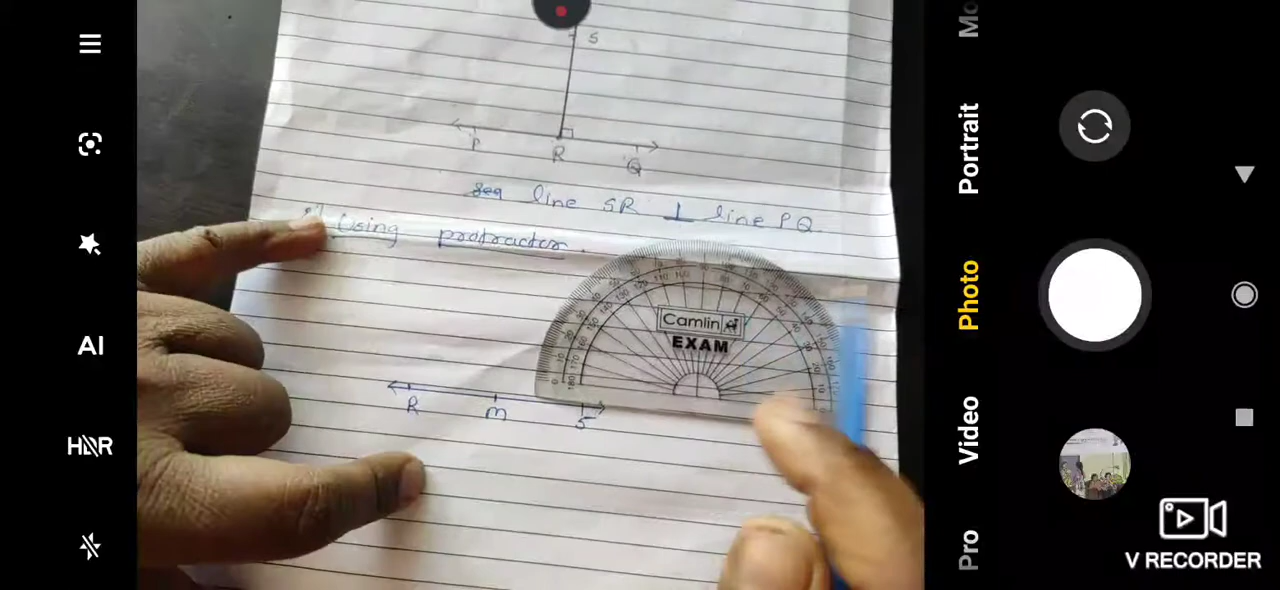 S
P R Q
seg line SR ⊥ line PQ
Using protractor.
Camlin
EXAM
R m S
AI
HDR
Portrait
Photo
Video
Pro
V RECORDER